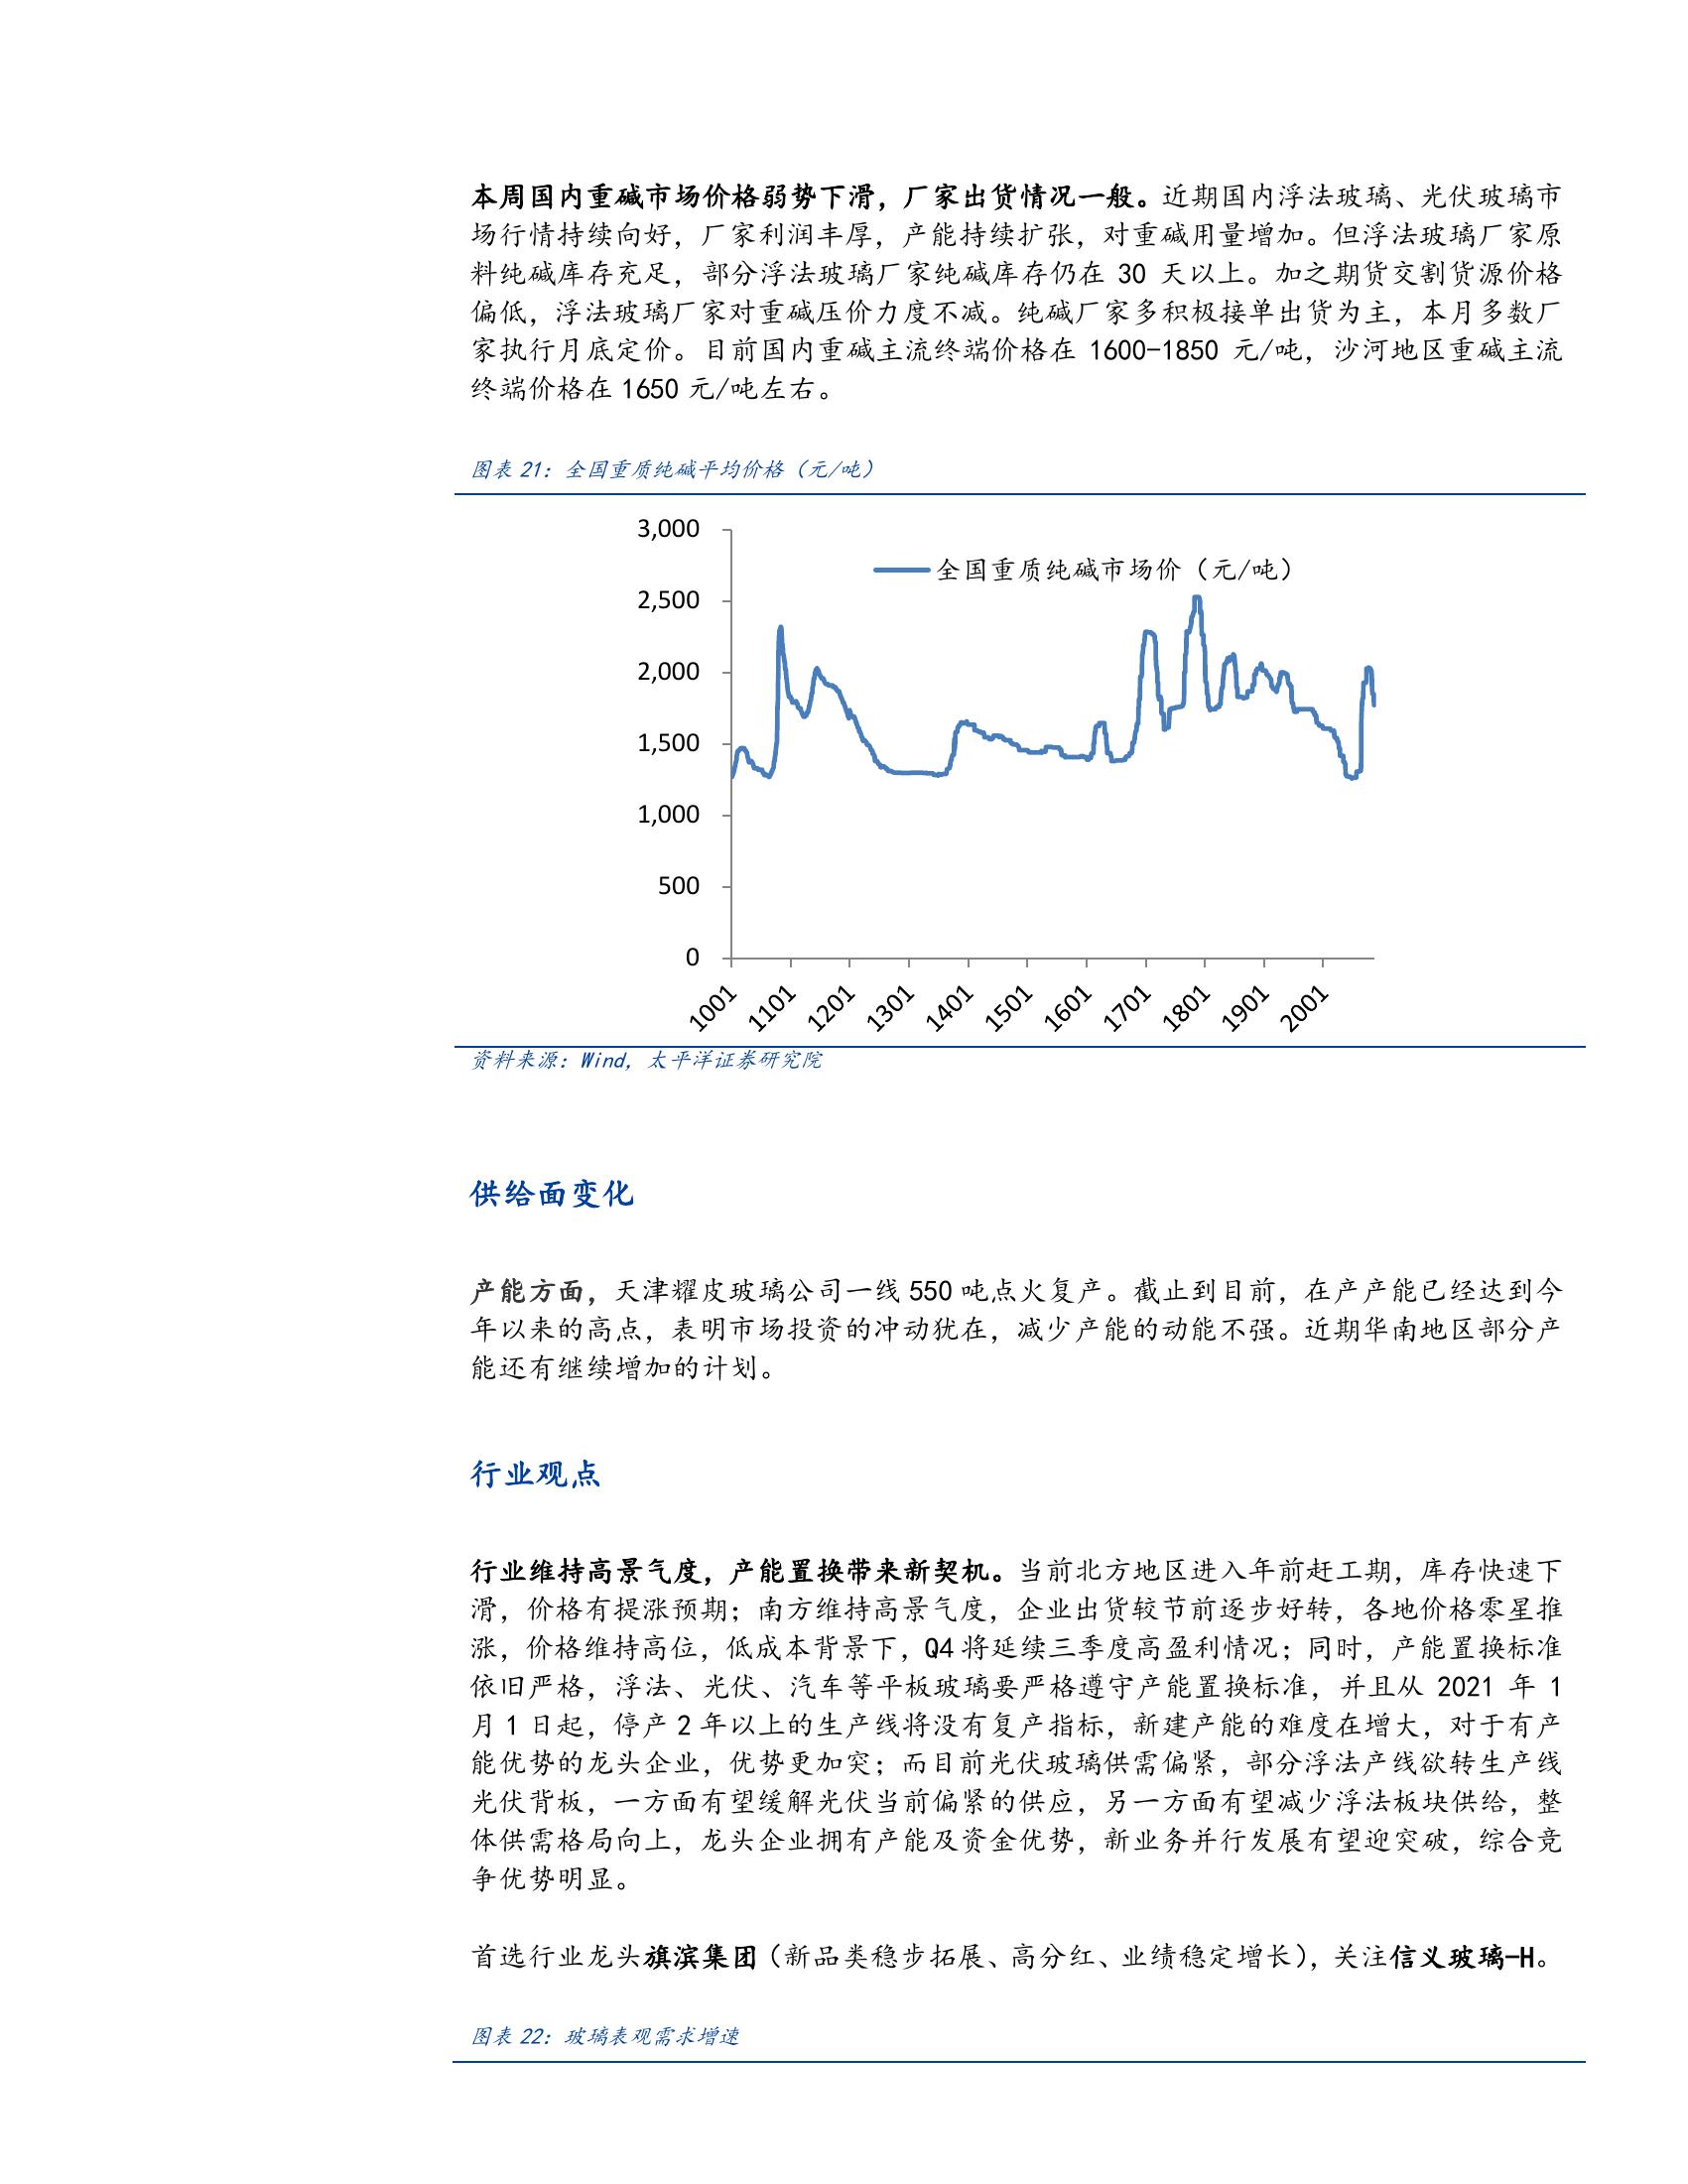 本周国内重碱市场价格弱势下滑，厂家出货情况一般。近期国内浮法玻璃、光伏玻璃市
场行情持续向好，厂家利润丰厚，产能持续扩张，对重碱用量增加。但浮法玻璃厂家原
料纯碱库存充足，部分浮法玻璃厂家纯碱库存仍在 30 天以上。加之期货交割货源价格
偏低，浮法玻璃厂家对重碱压价力度不减。纯碱厂家多积极接单出货为主，本月多数厂
家执行月底定价。目前国内重碱主流终端价格在 1600-1850 元/吨，沙河地区重碱主流
终端价格在 1650 元/吨左右。
图表 21：全国重质纯碱平均价格（元/吨）
3,000
全国重质纯碱市场价（元/吨）
2,500
2,000
1,500
1,000
500
0
1001 1101 1201 1301 1401 1501 1601 1701 1801 1901 2001
资料来源：Wind，太平洋证券研究院
供给面变化
产能方面，天津耀皮玻璃公司一线 550 吨点火复产。截止到目前，在产产能已经达到今
年以来的高点，表明市场投资的冲动犹在，减少产能的动能不强。近期华南地区部分产
能还有继续增加的计划。
行业观点
行业维持高景气度，产能置换带来新契机。当前北方地区进入年前赶工期，库存快速下
滑，价格有提涨预期；南方维持高景气度，企业出货较节前逐步好转，各地价格零星推
涨，价格维持高位，低成本背景下，Q4 将延续三季度高盈利情况；同时，产能置换标准
依旧严格，浮法、光伏、汽车等平板玻璃要严格遵守产能置换标准，并且从 2021 年 1
月 1 日起，停产 2 年以上的生产线将没有复产指标，新建产能的难度在增大，对于有产
能优势的龙头企业，优势更加突；而目前光伏玻璃供需偏紧，部分浮法产线欲转生产线
光伏背板，一方面有望缓解光伏当前偏紧的供应，另一方面有望减少浮法板块供给，整
体供需格局向上，龙头企业拥有产能及资金优势，新业务并行发展有望迎突破，综合竞
争优势明显。
首选行业龙头旗滨集团（新品类稳步拓展、高分红、业绩稳定增长），关注信义玻璃-H。
图表 22：玻璃表观需求增速